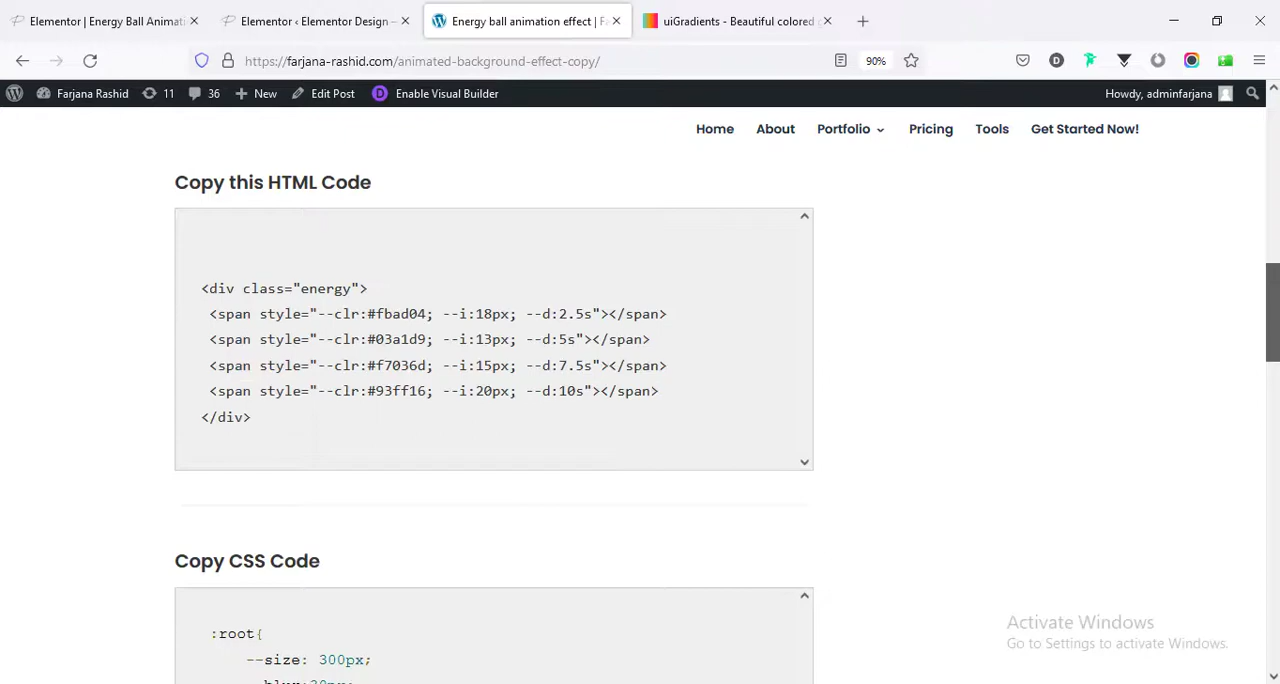 Elementor | Energy Ball Animati
Elementor ‹ Elementor Design –
Energy ball animation effect | Fa
uiGradients - Beautiful colored g
https://farjana-rashid.com/animated-background-effect-copy/
90%
Farjana Rashid
11
36
New
Edit Post
Enable Visual Builder
Howdy, adminfarjana
Home
About
Portfolio
Pricing
Tools
Get Started Now!
Copy this HTML Code
<div class="energy">
<span style="--clr:#fbad04; --i:18px; --d:2.5s"></span>
<span style="--clr:#03a1d9; --i:13px; --d:5s"></span>
<span style="--clr:#f7036d; --i:15px; --d:7.5s"></span>
<span style="--clr:#93ff16; --i:20px; --d:10s"></span>
</div>
Copy CSS Code
:root{
--size: 300px;
Activate Windows
Go to Settings to activate Windows.